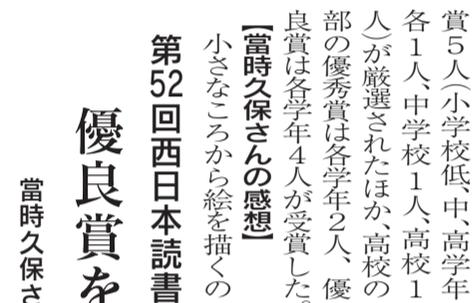 賞５人(小学校低、中、高学年
各１人、中学校１人、高校１
人)が厳選されたほか、高校の
部の優秀賞は各学年２人、優
良賞は各学年４人が受賞した。
【當時久保さんの感想】
小さなころから絵を描くの
第52回西日本読書
優良賞を
當時久保さ